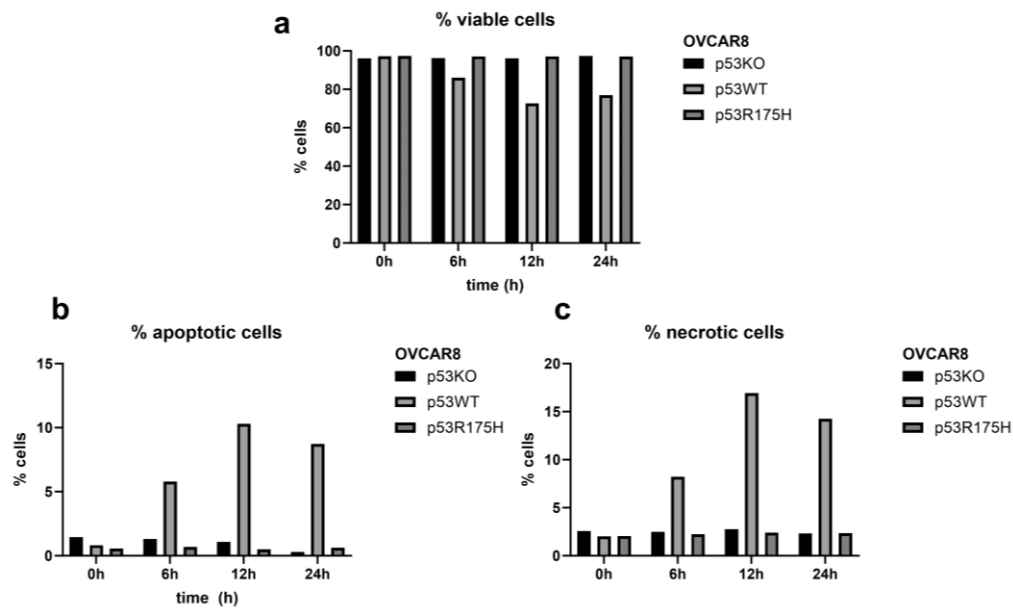 a
% viable cells
% cells
100
80
60
40
20
0
0h 6h 12h 24h
time (h)
OVCAR8
p53KO
p53WT
p53R175H
b
% apoptotic cells
% cells
15
10
5
0
0h 6h 12h 24h
time (h)
OVCAR8
p53KO
p53WT
p53R175H
c
% necrotic cells
% cells
20
15
10
5
0
0h 6h 12h 24h
OVCAR8
p53KO
p53WT
p53R175H